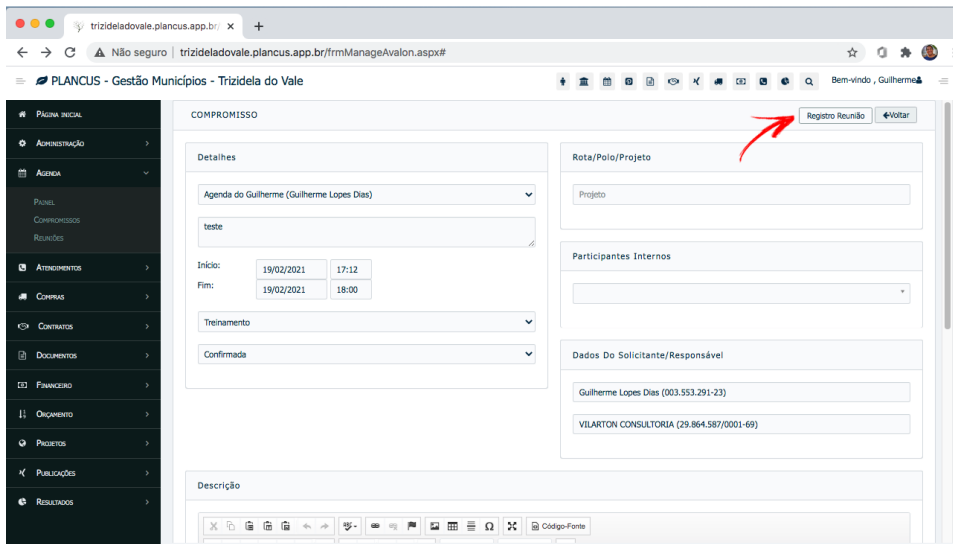 trizideladovale.plancus.app.br/
Não seguro | trizideladovale.plancus.app.br/frmManageAvalon.aspx#
PLANCUS - Gestão Municípios - Trizidela do Vale
Bem-vindo , Guilherme
PÁGINA INICIAL
ADMINISTRAÇÃO
AGENDA
PAINEL
COMPROMISSOS
REUNIÕES
ATENDIMENTOS
COMPRAS
CONTRATOS
DOCUMENTOS
FINANCEIRO
ORÇAMENTO
PROJETOS
PUBLICAÇÕES
RESULTADOS
COMPROMISSO
Registro Reunião
Voltar
Detalhes
Agenda do Guilherme (Guilherme Lopes Dias)
teste
Início:
19/02/2021
17:12
Fim:
19/02/2021
18:00
Treinamento
Confirmada
Rota/Polo/Projeto
Projeto
Participantes Internos
Dados Do Solicitante/Responsável
Guilherme Lopes Dias (003.553.291-23)
VILARTON CONSULTORIA (29.864.587/0001-69)
Descrição
Código-Fonte